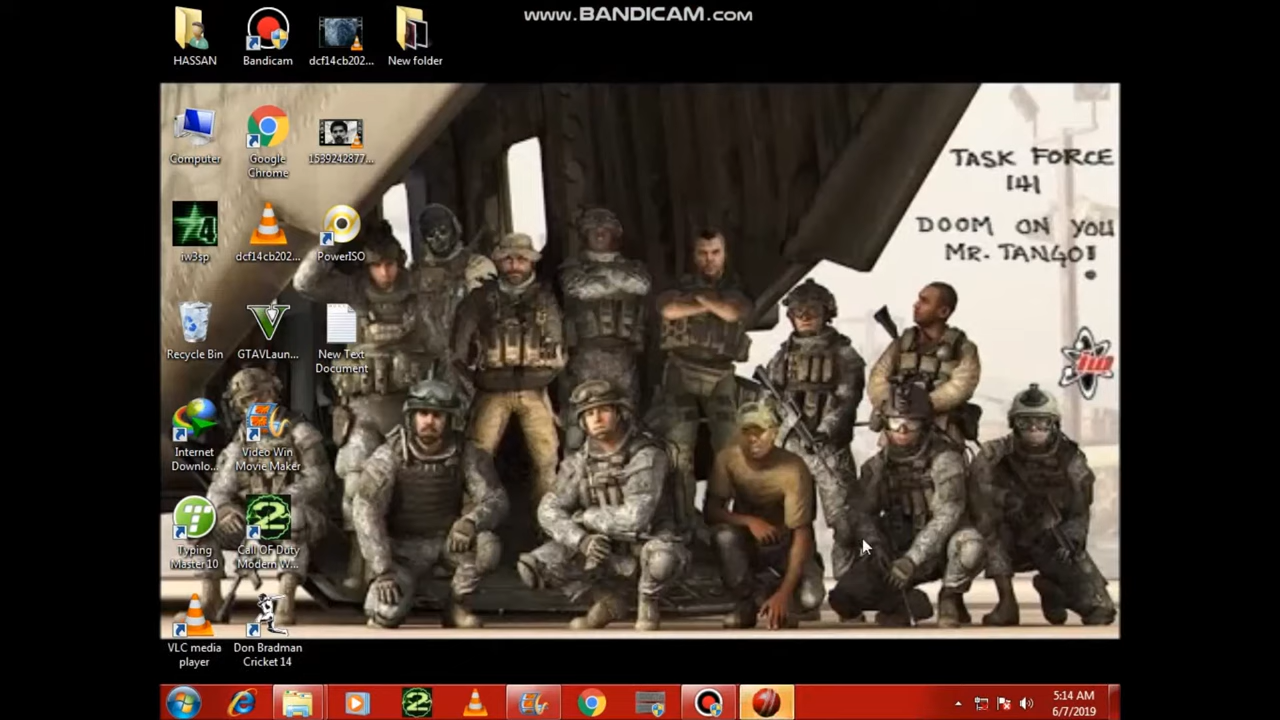 www.BANDICAM.com
HASSAN
Bandicam
dcf14cb202...
New folder
Computer
Google
Chrome
1539242877...
TASK FORCE
141
DOOM ON YOU
MR. TANGO!
iw3sp
dcf14cb202...
PowerISO
Recycle Bin
GTAVLaun...
New Text
Document
iw
Internet
Downlo...
Video Win
Movie Maker
Typing
Master 10
Call OF Duty
Modern W...
VLC media
player
Don Bradman
Cricket 14
5:14 AM
6/7/2019